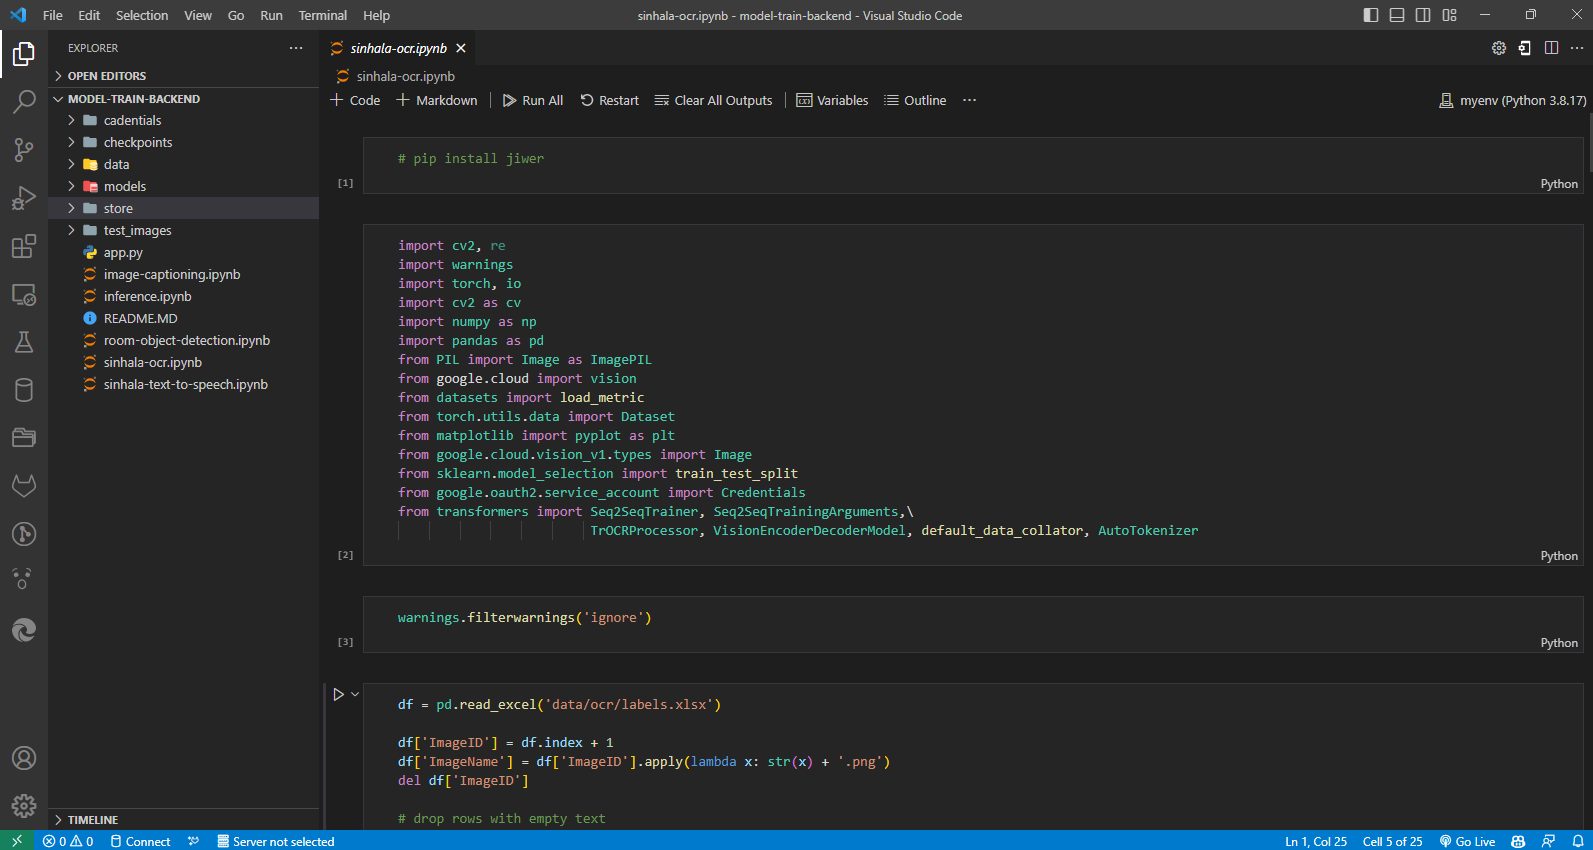 File Edit Selection View Go Run Terminal Help
sinhala-ocr.ipynb - model-train-backend - Visual Studio Code
EXPLORER
OPEN EDITORS
MODEL-TRAIN-BACKEND
cadentials
checkpoints
data
models
store
test_images
app.py
image-captioning.ipynb
inference.ipynb
README.MD
room-object-detection.ipynb
sinhala-ocr.ipynb
sinhala-text-to-speech.ipynb
TIMELINE
sinhala-ocr.ipynb
sinhala-ocr.ipynb
Code Markdown Run All Restart Clear All Outputs Variables Outline myenv (Python 3.8.17)
# pip install jiwer
[1]
Python
import cv2, re
import warnings
import torch, io
import cv2 as cv
import numpy as np
import pandas as pd
from PIL import Image as ImagePIL
from google.cloud import vision
from datasets import load_metric
from torch.utils.data import Dataset
from matplotlib import pyplot as plt
from google.cloud.vision_v1.types import Image
from sklearn.model_selection import train_test_split
from google.oauth2.service_account import Credentials
from transformers import Seq2SeqTrainer, Seq2SeqTrainingArguments,\
TrOCRProcessor, VisionEncoderDecoderModel, default_data_collator, AutoTokenizer
[2]
Python
warnings.filterwarnings('ignore')
[3]
Python
df = pd.read_excel('data/ocr/labels.xlsx')
df['ImageID'] = df.index + 1
df['ImageName'] = df['ImageID'].apply(lambda x: str(x) + '.png')
del df['ImageID']
# drop rows with empty text
0 0 Connect Server not selected Ln 1, Col 25 Cell 5 of 25 Go Live